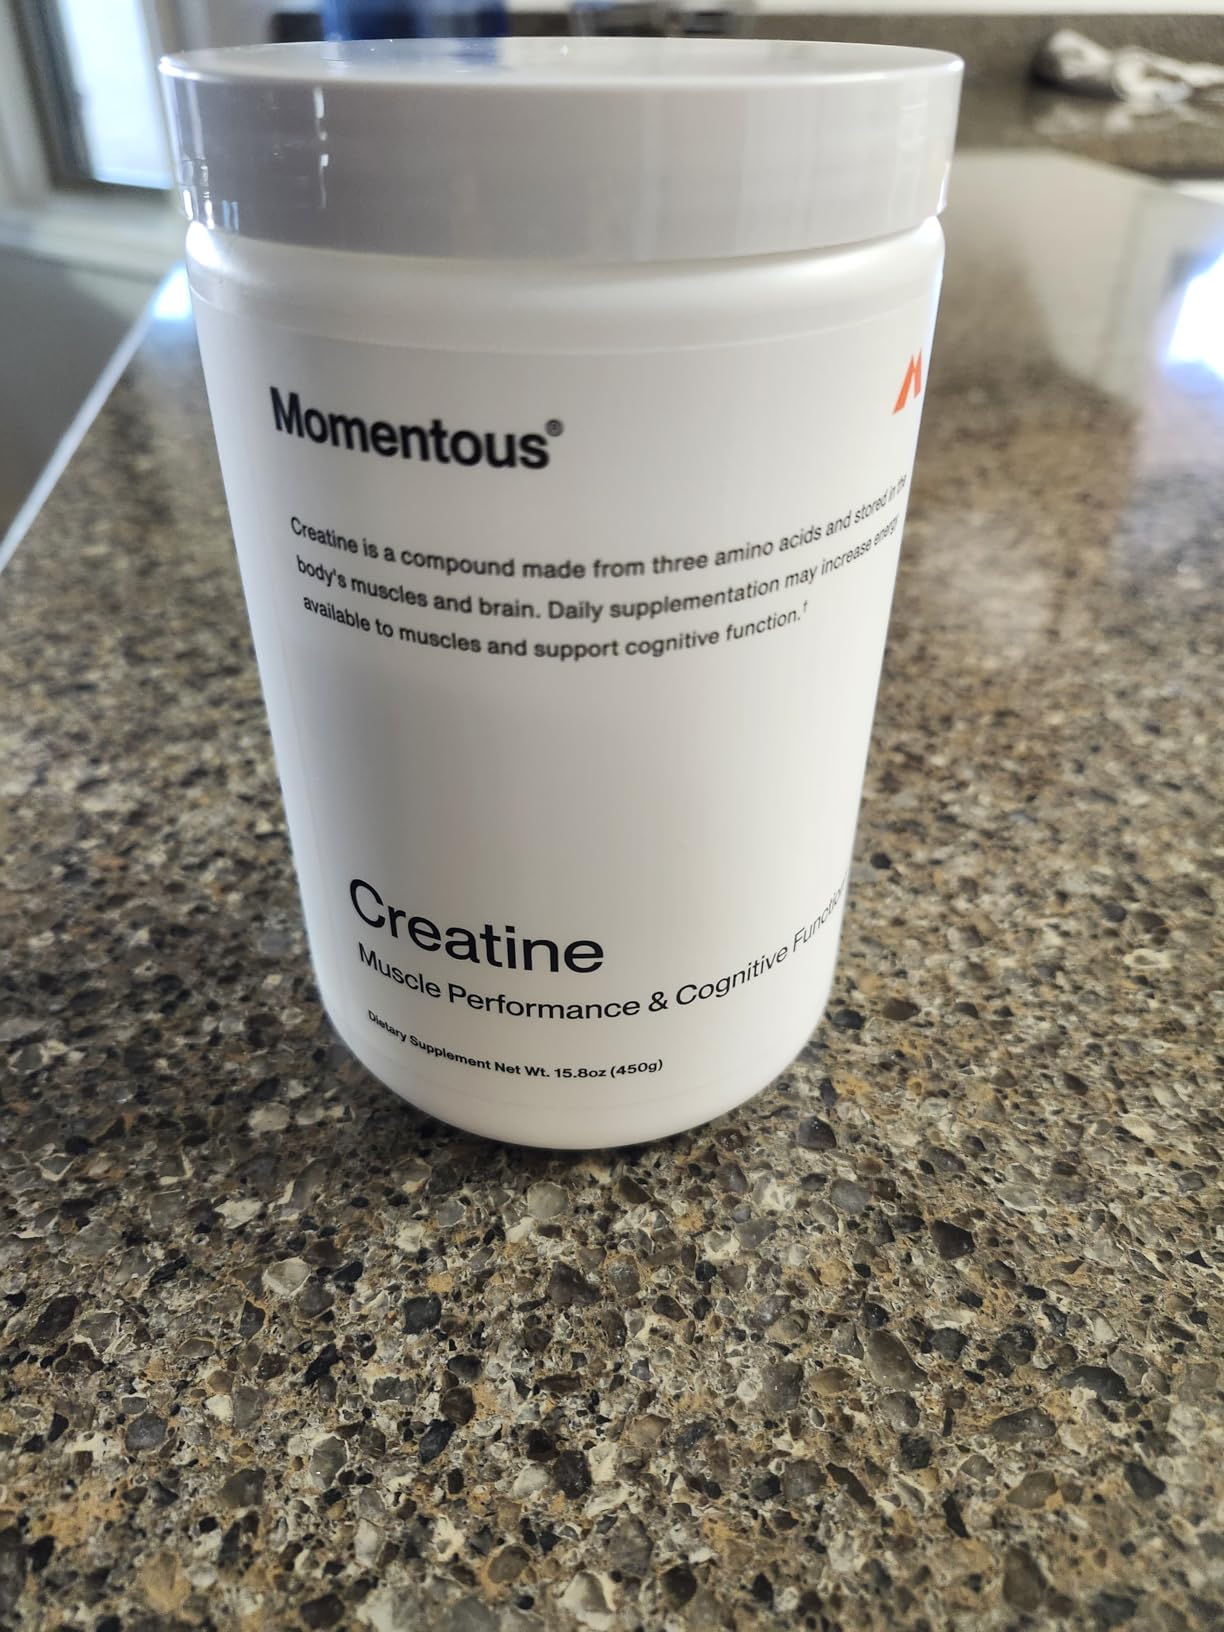 Momentous®
Creatine is a compound made from three amino acids and stored in the
body's muscles and brain. Daily supplementation may increase energy
available to muscles and support cognitive function.†
Creatine
Muscle Performance & Cognitive Function
Dietary Supplement Net Wt. 15.8oz (450g)